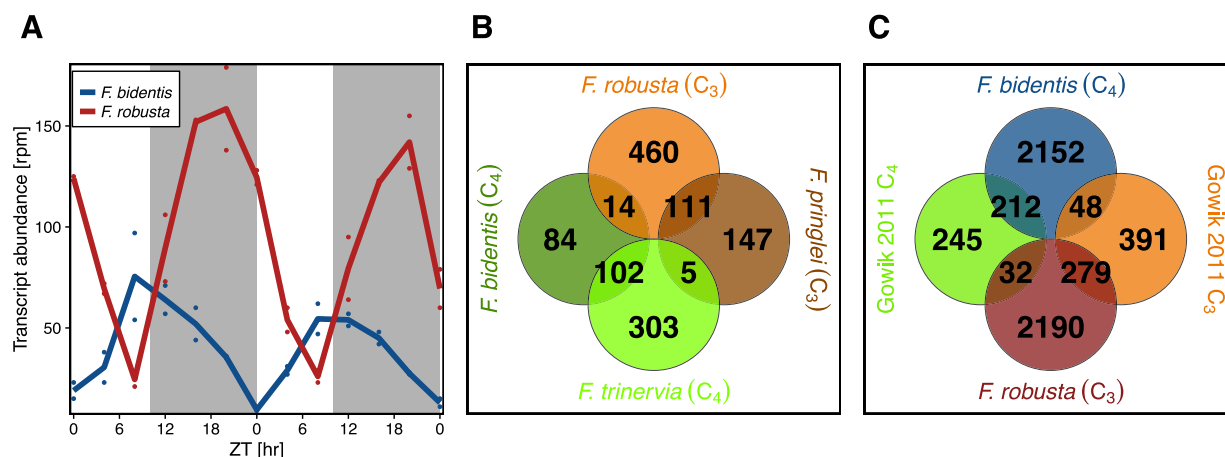 A
Transcript abundance [rpm]
150
100
50
F. bidentis
F. robusta
0 6 12 18 0 6 12 18 0
ZT [hr]
B
F. robusta (C3)
F. bidentis (C4)
F. pringlei (C3)
460
14 111
84 147
102 5
303
F. trinervia (C4)
C
F. bidentis (C4)
Gowik 2011 C4
Gowik 2011 C3
2152
212 48
245 391
32 279
2190
F. robusta (C3)